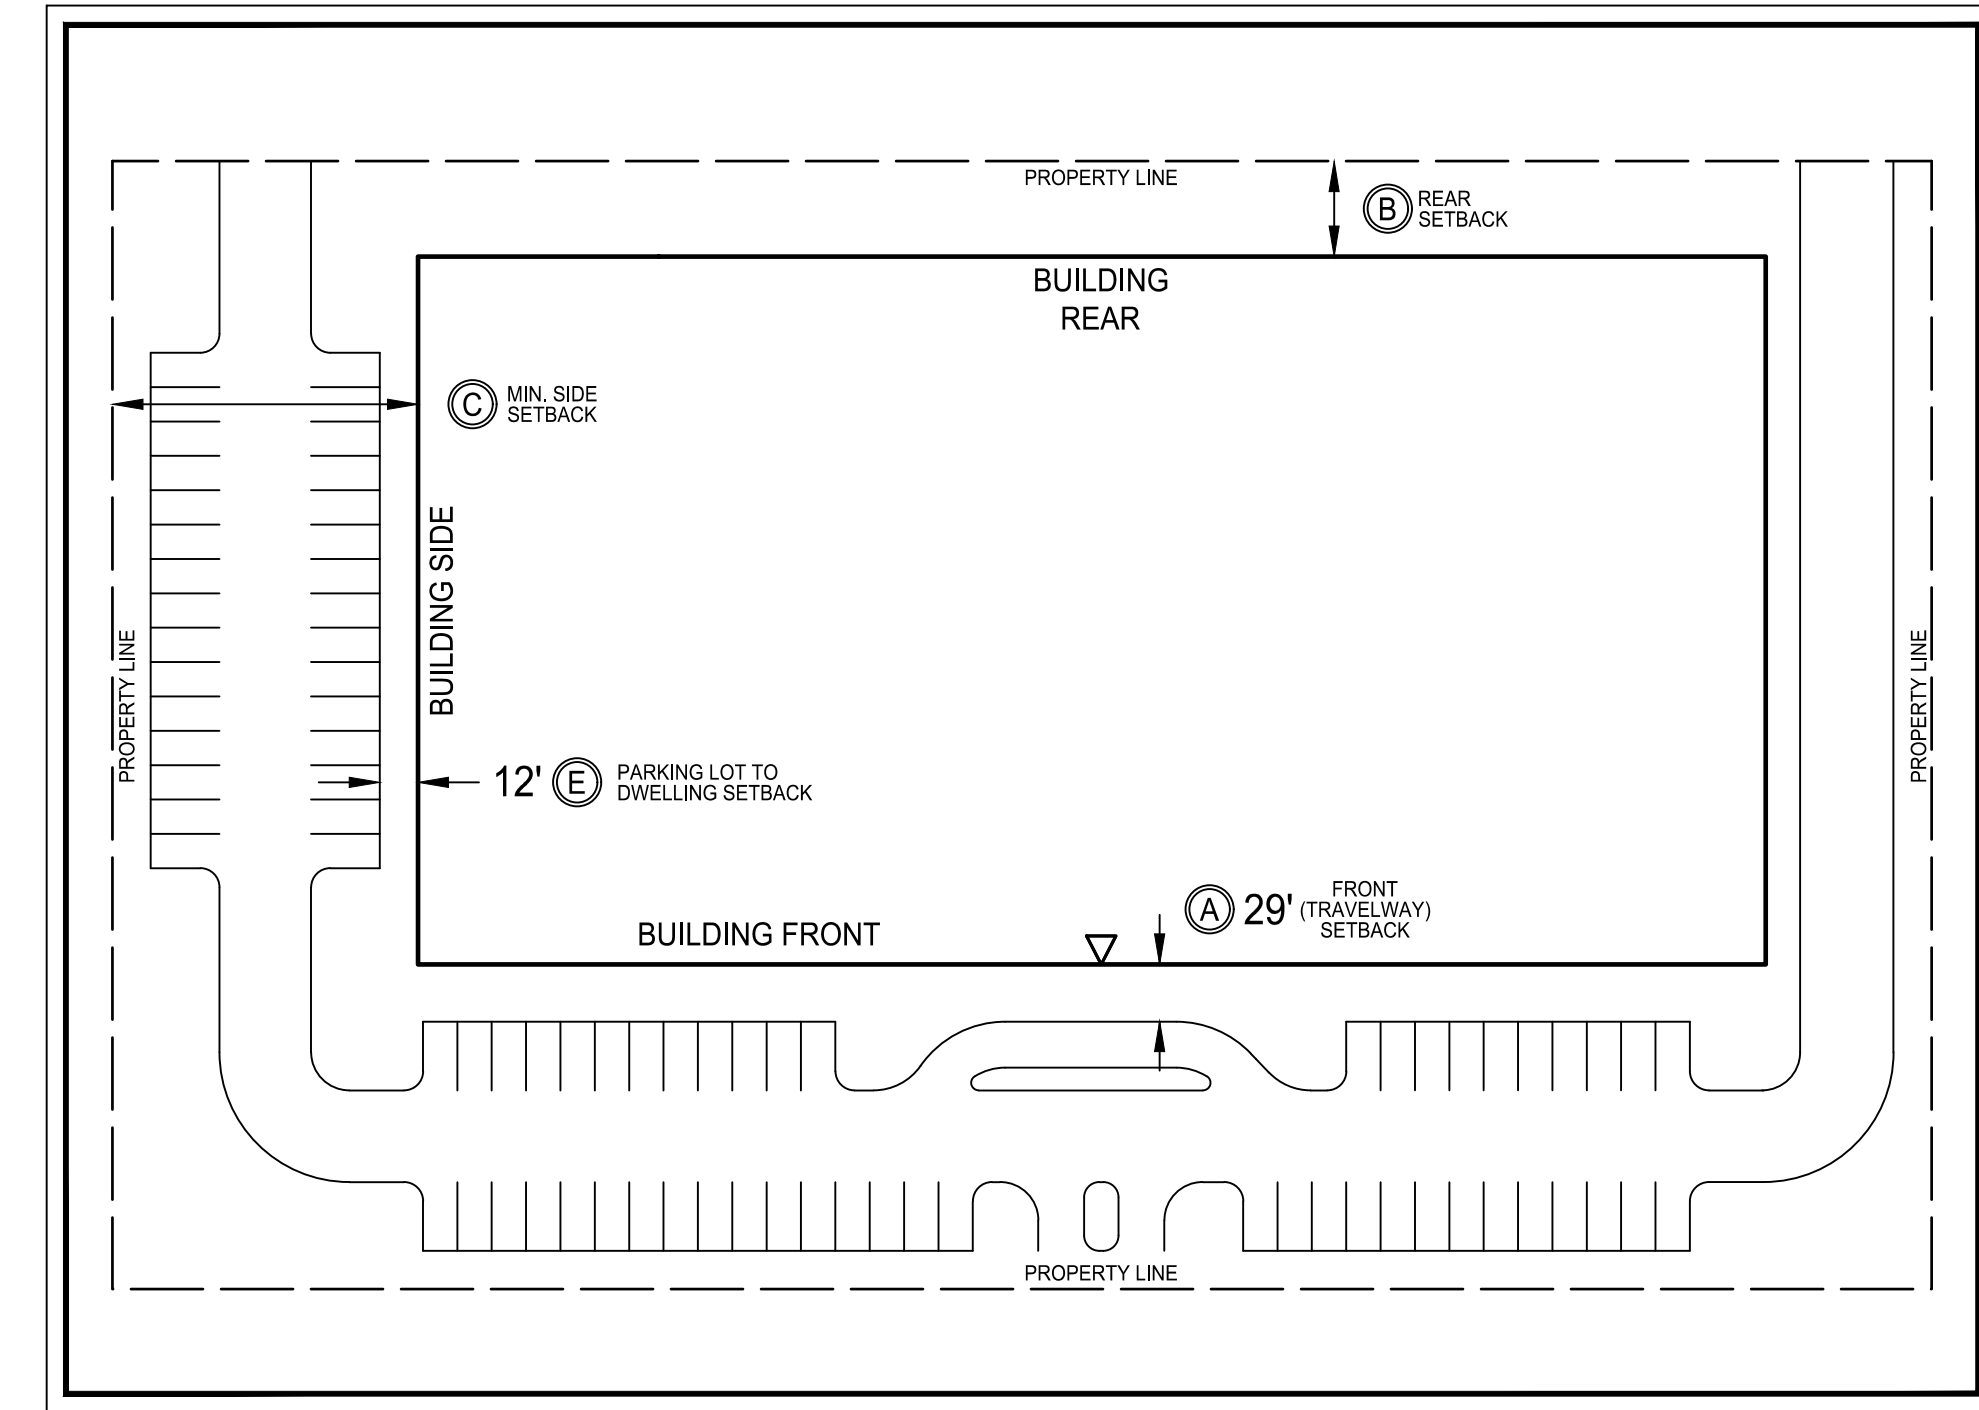 PROPERTY LINE
B REAR
SETBACK
BUILDING
REAR
C MIN. SIDE
SETBACK
BUILDING SIDE
PROPERTY LINE
PROPERTY LINE
12' E PARKING LOT TO
DWELLING SETBACK
A 29' FRONT
(TRAVELWAY)
SETBACK
BUILDING FRONT
PROPERTY LINE